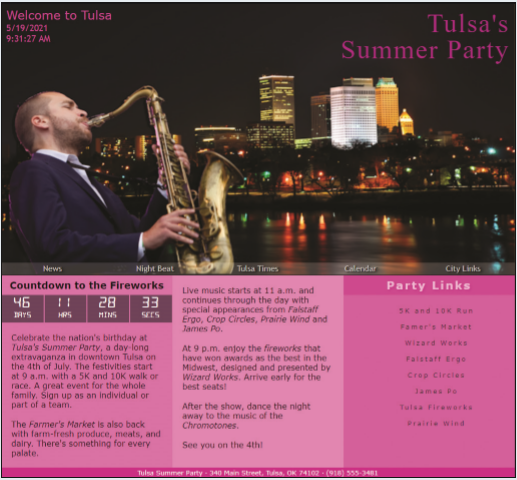 Welcome to Tulsa
5/19/2021
9:31:27 AM
Tulsa's
Summer Party
News Night Beat Tulsa Times Calendar City Links
Countdown to the Fireworks
46 11 28 33
DAYS HRS MINS SECS
Celebrate the nation's birthday at
Tulsa's Summer Party, a day-long
extravaganza in downtown Tulsa on
the 4th of July. The festivities start
at 9 a.m. with a 5K and 10K walk or
race. A great event for the whole
family. Sign up as an individual or
part of a team.
The Farmer's Market is also back
with farm-fresh produce, meats, and
dairy. There's something for every
palate.
Live music starts at 11 a.m. and
continues through the day with
special appearances from Falstaff
Ergo, Crop Circles, Prairie Wind and
James Po.
At 9 p.m. enjoy the fireworks that
have won awards as the best in the
Midwest, designed and presented by
Wizard Works. Arrive early for the
best seats!
After the show, dance the night
away to the music of the
Chromotones.
See you on the 4th!
Party Links
5K and 10K Run
Famer's Market
Wizard Works
Falstaff Ergo
Crop Circles
James Po
Tulsa Fireworks
Prairie Wind
Tulsa Summer Party · 340 Main Street, Tulsa, OK 74102 · (918) 555-3481